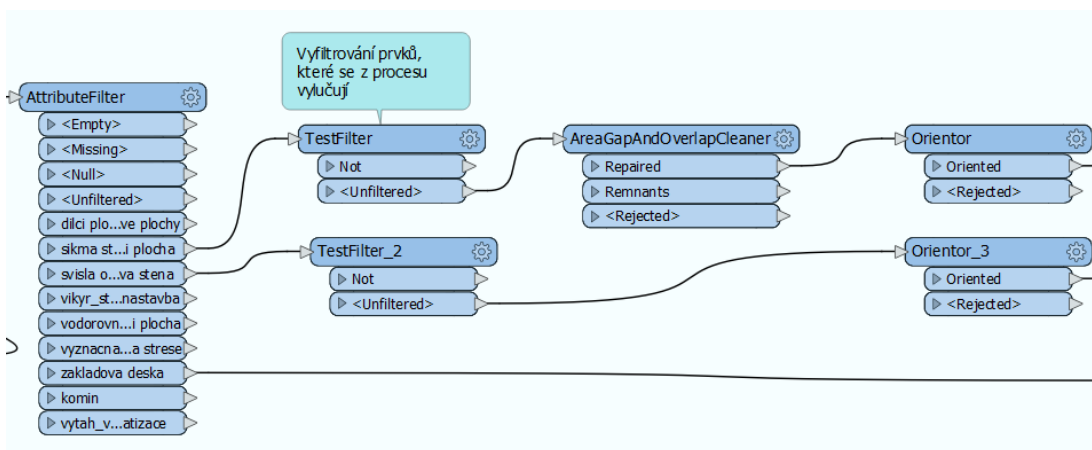 Vyfiltrování prvků,
které se z procesu
vylučují
AttributeFilter
<Empty>
<Missing>
<Null>
<Unfiltered>
dilci plo...ve plochy
sikma st...i plocha
svisla o...va stena
vikyr_st...nastavba
vodorovn...i plocha
vyznacna...a strese
zakladova deska
komin
vytah_v...atizace
TestFilter
Not
<Unfiltered>
AreaGapAndOverlapCleaner
Repaired
Remnants
<Rejected>
Orientor
Oriented
<Rejected>
TestFilter_2
Not
<Unfiltered>
Orientor_3
Oriented
<Rejected>